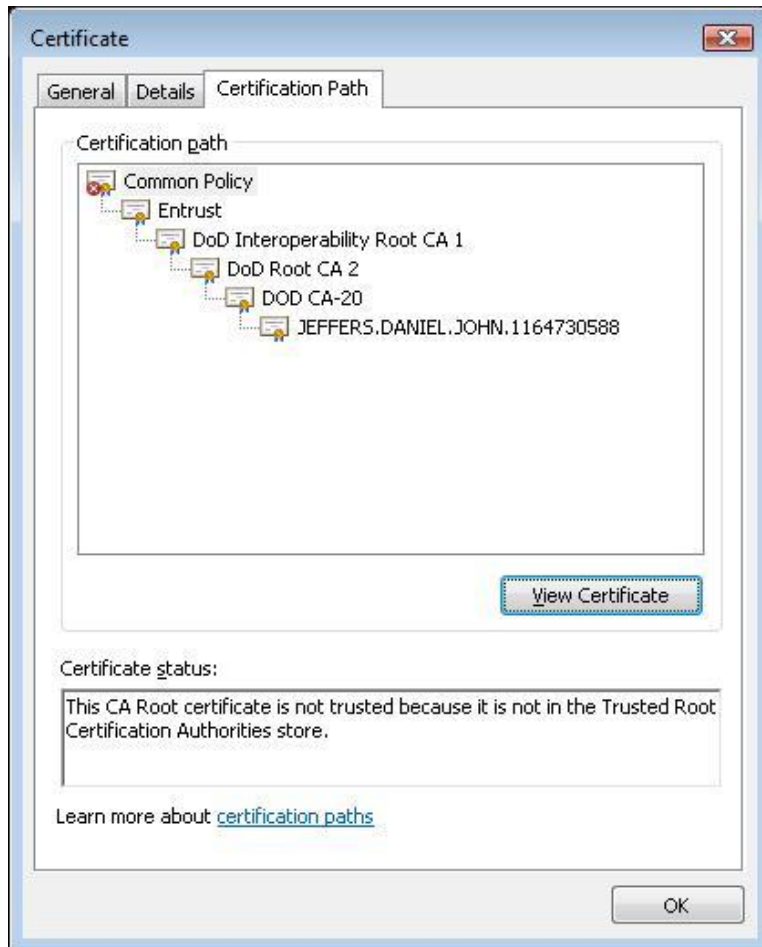 Certificate
General
Details
Certification Path
Certification path
Common Policy
Entrust
DoD Interoperability Root CA 1
DoD Root CA 2
DOD CA-20
JEFFERS.DANIEL.JOHN.1164730588
View Certificate
Certificate status:
This CA Root certificate is not trusted because it is not in the Trusted Root
Certification Authorities store.
Learn more about certification paths
OK